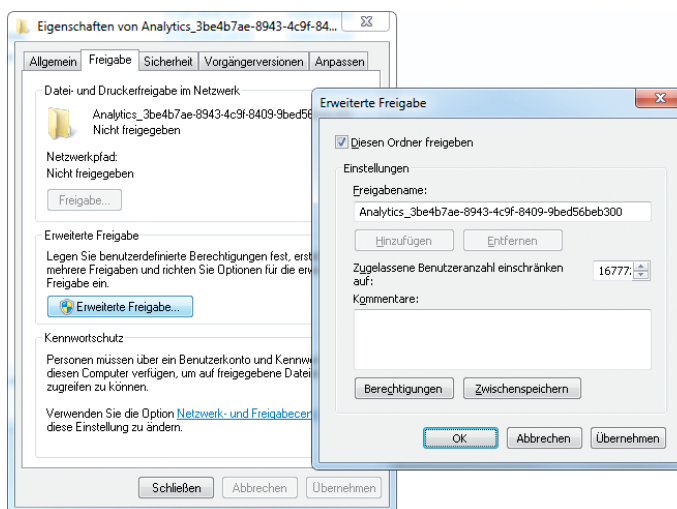 Eigenschaften von Analytics_3be4b7ae-8943-4c9f-84...
Allgemein Freigabe Sicherheit Vorgängerversionen Anpassen
Datei- und Druckerfreigabe im Netzwerk
Analytics_3be4b7ae-8943-4c9f-8409-9bed56
Nicht freigegeben
Netzwerkpfad:
Nicht freigegeben
Freigabe...
Erweiterte Freigabe
Legen Sie benutzerdefinierte Berechtigungen fest, erst
mehrere Freigaben und richten Sie Optionen für die erw
Freigabe ein.
Erweiterte Freigabe...
Kennwortschutz
Personen müssen über ein Benutzerkonto und Kennwo
diesen Computer verfügen, um auf freigegebene Datei
zugreifen zu können.
Verwenden Sie die Option Netzwerk- und Freigabecen
diese Einstellung zu ändern.
Schließen Abbrechen Übernehmen
Erweiterte Freigabe
Diesen Ordner freigeben
Einstellungen
Freigabename:
Analytics_3be4b7ae-8943-4c9f-8409-9bed56beb300
Hinzufügen Entfernen
Zugelassene Benutzeranzahl einschränken
auf:
16777
Kommentare:
Berechtigungen Zwischenspeichern
OK Abbrechen Übernehmen